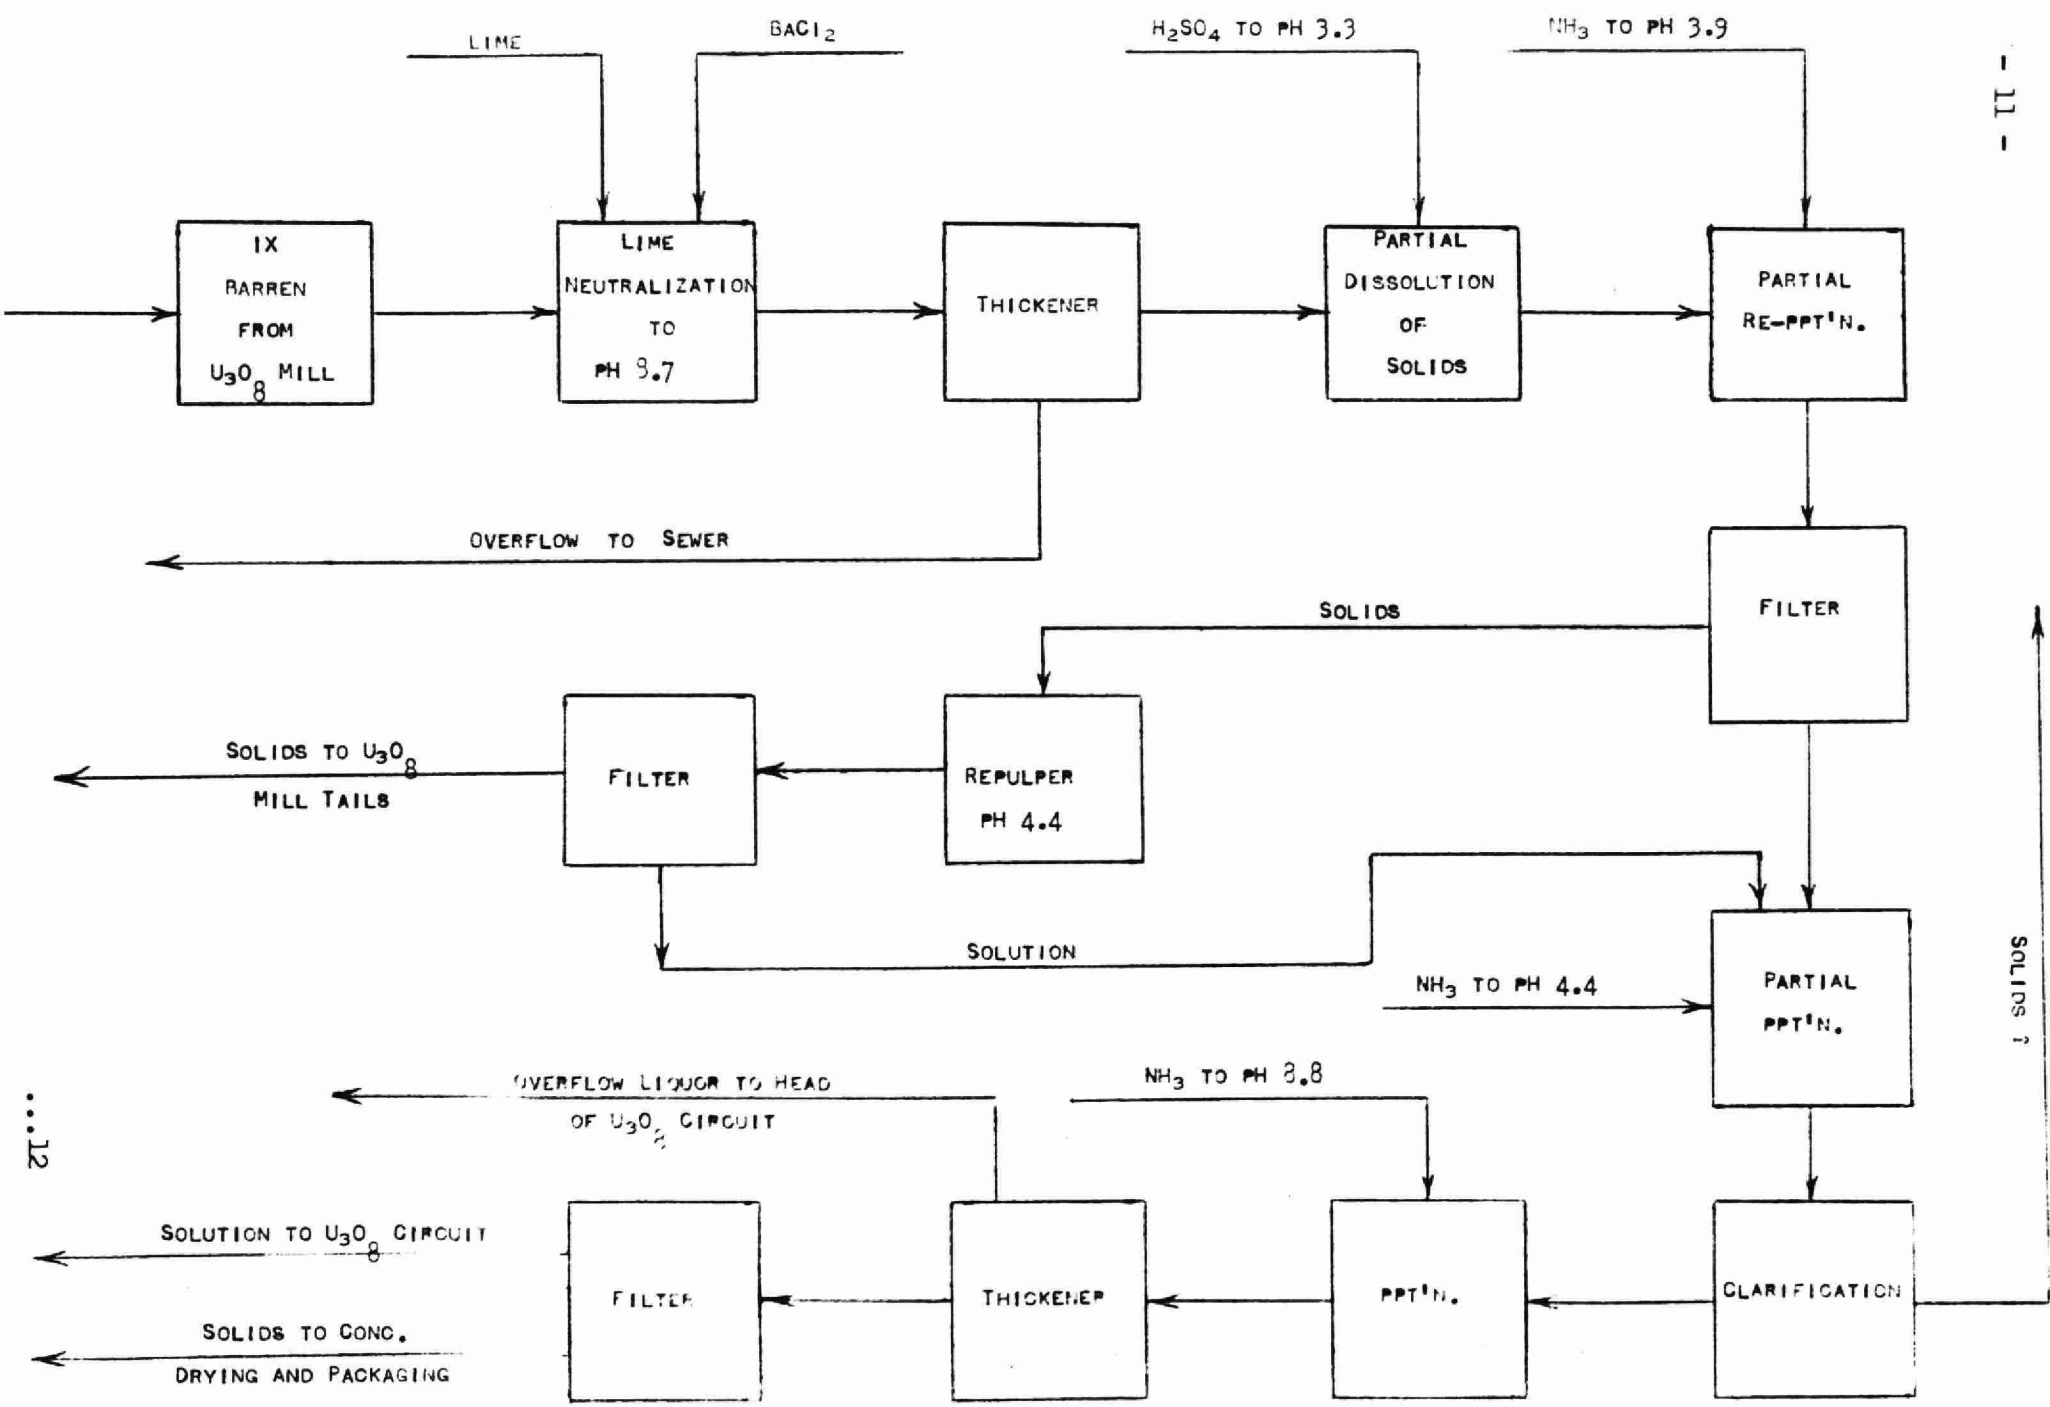 - 11 -
LIME
BACl2
H2SO4 TO PH 3.3
NH3 TO PH 3.9
IX
BARREN
FROM
U3O8 MILL
LIME
NEUTRALIZATION
TO
PH 8.7
THICKENER
PARTIAL
DISSOLUTION
OF
SOLIDS
PARTIAL
RE-PPT'N.
OVERFLOW TO SEWER
FILTER
SOLIDS
SOLIDS TO U3O8
MILL TAILS
FILTER
REPULPER
PH 4.4
SOLUTION
NH3 TO PH 4.4
PARTIAL
PPT'N.
SOLIDS ?
OVERFLOW LIQUOR TO HEAD
OF U3O8 CIRCUIT
NH3 TO PH 8.8
SOLUTION TO U3O8 CIRCUIT
SOLIDS TO CONC.
DRYING AND PACKAGING
FILTER
THICKENER
PPT'N.
CLARIFICATION
...12